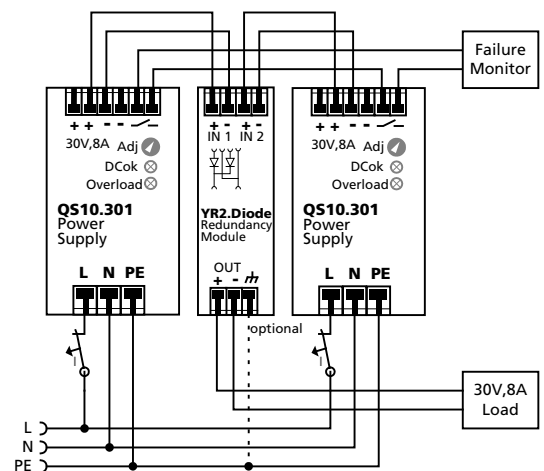 Failure
Monitor
+ + - -
30V,8A Adj
DCok
Overload
QS10.301
Power
Supply
L N PE
+ - + -
IN 1 IN 2
YR2.Diode
Redundancy
Module
OUT
+ -
optional
+ + - -
30V,8A Adj
DCok
Overload
QS10.301
Power
Supply
L N PE
I
I
30V,8A
Load
L
N
PE